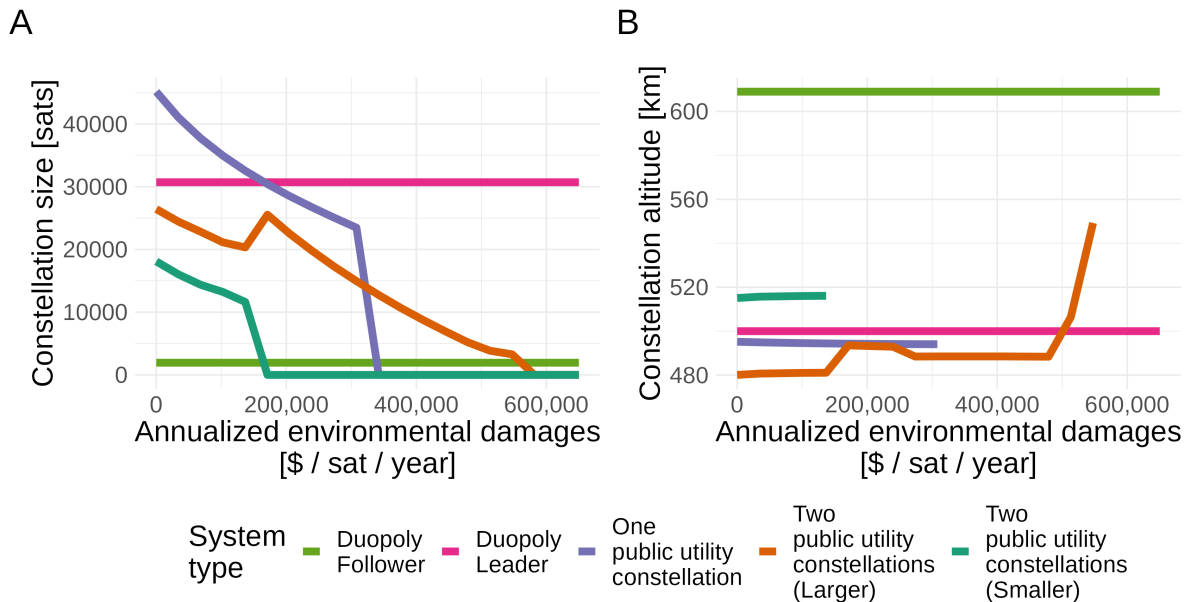 A
Constellation size [sats]
40000
30000
20000
10000
0
0
200,000
400,000
600,000
Annualized environmental damages
[$ / sat / year]
B
Constellation altitude [km]
600
560
520
480
0
200,000
400,000
600,000
Annualized environmental damages
[$ / sat / year]
System
type
Duopoly
Follower
Duopoly
Leader
One
public utility
constellation
Two
public utility
constellations
(Larger)
Two
public utility
constellations
(Smaller)